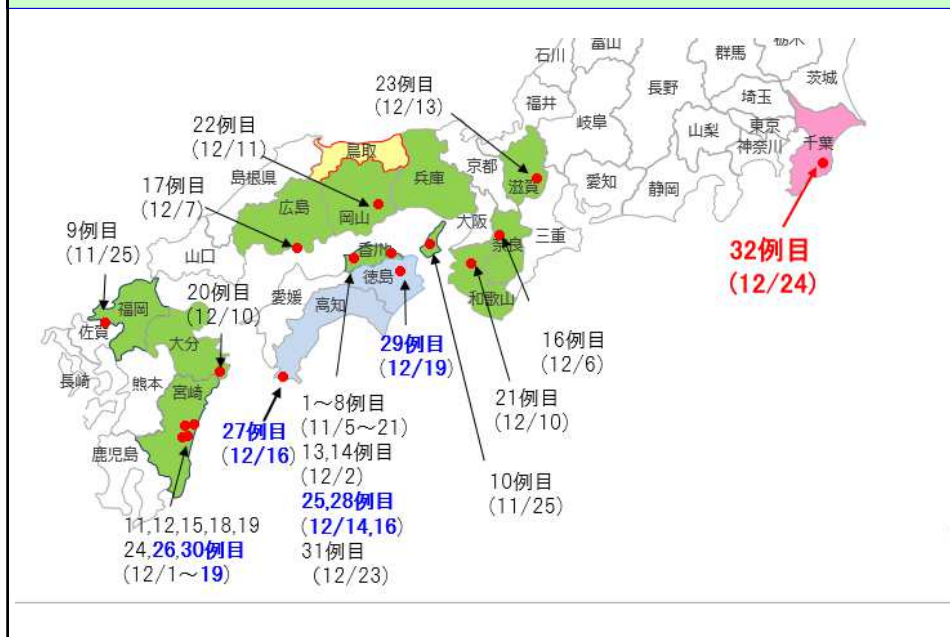 石川
富山
群馬
栃木
茨城
福井
長野
埼玉
岐阜
山梨
東京
神奈川
千葉
23例目
(12/13)
22例目
(12/11)
鳥取
兵庫
京都
滋賀
愛知
静岡
島根県
17例目
(12/7)
広島
岡山
大阪
奈良
三重
32例目
(12/24)
9例目
(11/25)
山口
香川
徳島
和歌山
20例目
(12/10)
愛媛
高知
福岡
佐賀
大分
長崎
熊本
宮崎
鹿児島
29例目
(12/19)
16例目
(12/6)
27例目
(12/16)
21例目
(12/10)
1～8例目
(11/5～21)
13,14例目
(12/2)
25,28例目
(12/14,16)
31例目
(12/23)
10例目
(11/25)
11,12,15,18,19
24,26,30例目
(12/1～19)